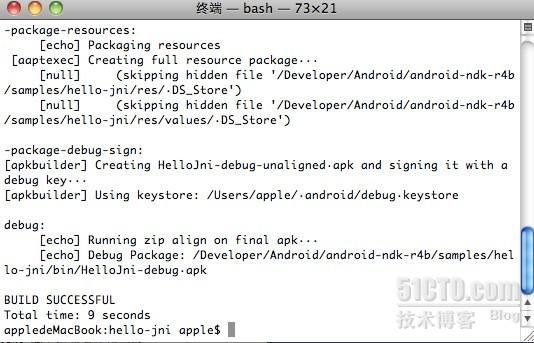 终端 — bash — 73×21
-package-resources:
[echo] Packaging resources
[aaptexec] Creating full resource package···
[null]     (skipping hidden file '/Developer/Android/android-ndk-r4b
/samples/hello-jni/res/·DS_Store')
[null]     (skipping hidden file '/Developer/Android/android-ndk-r4b
/samples/hello-jni/res/values/·DS_Store')
-package-debug-sign:
[apkbuilder] Creating HelloJni-debug-unaligned·apk and signing it with a
debug key···
[apkbuilder] Using keystore: /Users/apple/·android/debug·keystore
debug:
[echo] Running zip align on final apk···
[echo] Debug Package: /Developer/Android/android-ndk-r4b/samples/hel
lo-jni/bin/HelloJni-debug·apk
BUILD SUCCESSFUL
Total time: 9 seconds
appledeMacBook:hello-jni apple$
51CTO.com
技术博客 Blog